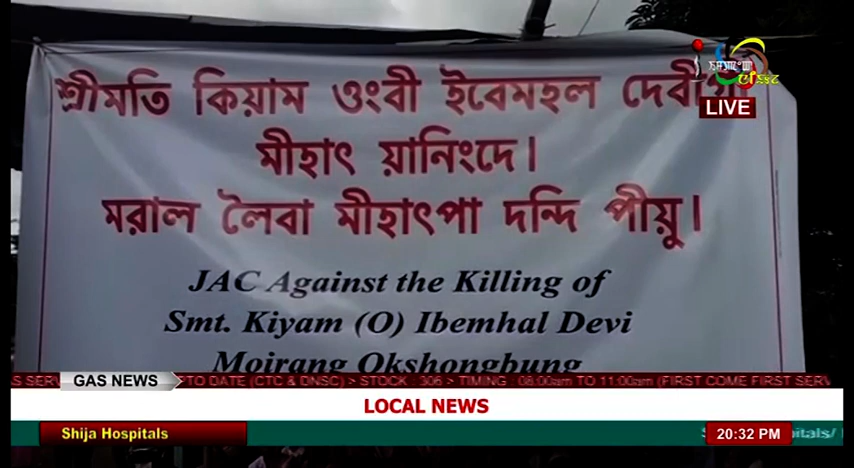 শ্রীমতি কিয়াম ওংবী ইবেমহল
LIVE
মীহাৎ য়ানিংদে।
মরাল লৈবা মীহাৎপা দন্দি পীয়ু।
JAC Against the Killing of
Smt. Kiyam (O) Ibemhal Devi
Moirang Okshongbung
GAS NEWS
TO DATE (CTC & DNSC) > STOCK : 306 > TIMING : 08:00am TO 11:00am (FIRST COME FIRST SERV
LOCAL NEWS
Shija Hospitals
20:32 PM